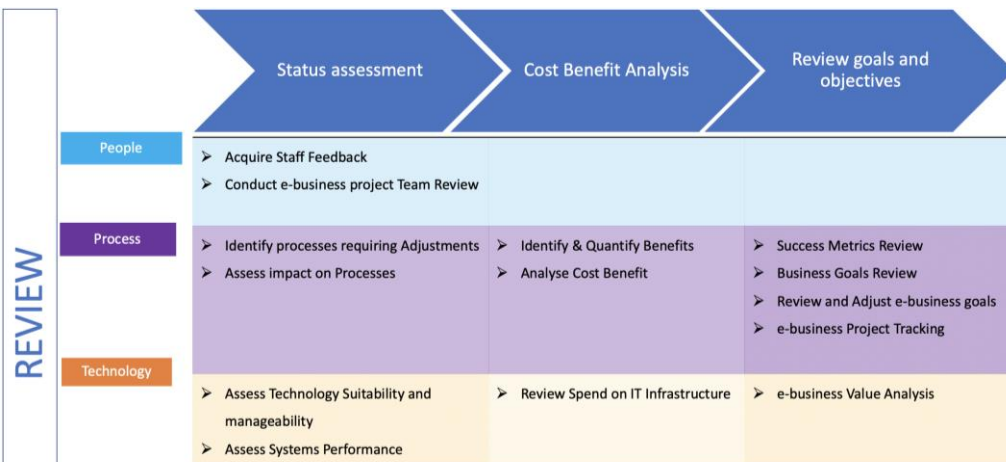 REVIEW
Status assessment
Cost Benefit Analysis
Review goals and
objectives
People
➢ Acquire Staff Feedback
➢ Conduct e-business project Team Review
Process
➢ Identify processes requiring Adjustments
➢ Assess impact on Processes
➢ Identify & Quantify Benefits
➢ Analyse Cost Benefit
➢ Success Metrics Review
➢ Business Goals Review
➢ Review and Adjust e-business goals
➢ e-business Project Tracking
Technology
➢ Assess Technology Suitability and
manageability
➢ Assess Systems Performance
➢ Review Spend on IT Infrastructure
➢ e-business Value Analysis